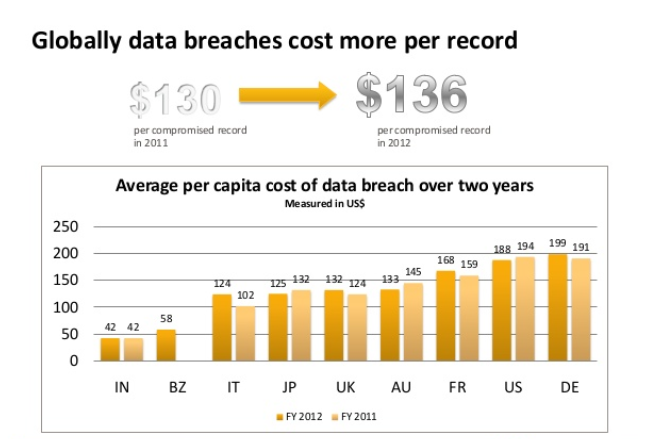 Globally data breaches cost more per record
$130 $136
per compromised record per compromised record
in 2011 in 2012
Average per capita cost of data breach over two years
Measured in US$
250
200
150
100
50
0
42 42 58 124 102 125 132 132 124 133 145 168 159 188 194 199 191
IN BZ IT JP UK AU FR US DE
FY 2012 FY 2011